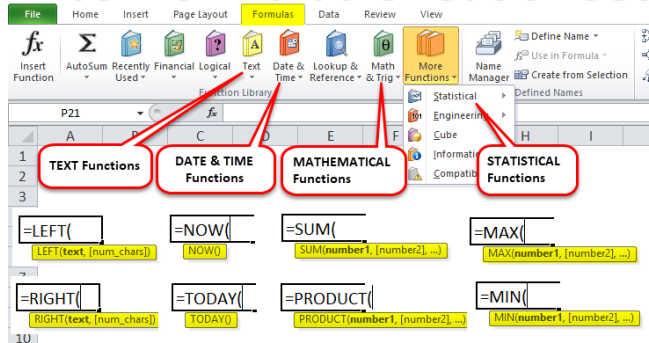 File Home Insert Page Layout Formulas Data Review View
fx Σ ? A θ
Insert Function AutoSum Recently Used Financial Logical Text Date & Time Lookup & Reference Math & Trig More Functions Name Manager
Define Name
Use in Formula
Create from Selection
Function Library Defined Names
P21 fx
Statistical
Engineering
Cube
A C E F H I
1
2
3
10
TEXT Functions
DATE & TIME
Functions
MATHEMATICAL
Functions
STATISTICAL
Functions
=LEFT( =NOW( =SUM( =MAX(
LEFT(text, [num_chars]) NOW() SUM(number1, [number2], ...) MAX(number1, [number2], ...)
=RIGHT( =TODAY( =PRODUCT( =MIN(
RIGHT(text, [num_chars]) TODAY() PRODUCT(number1, [number2], ...) MIN(number1, [number2], ...)